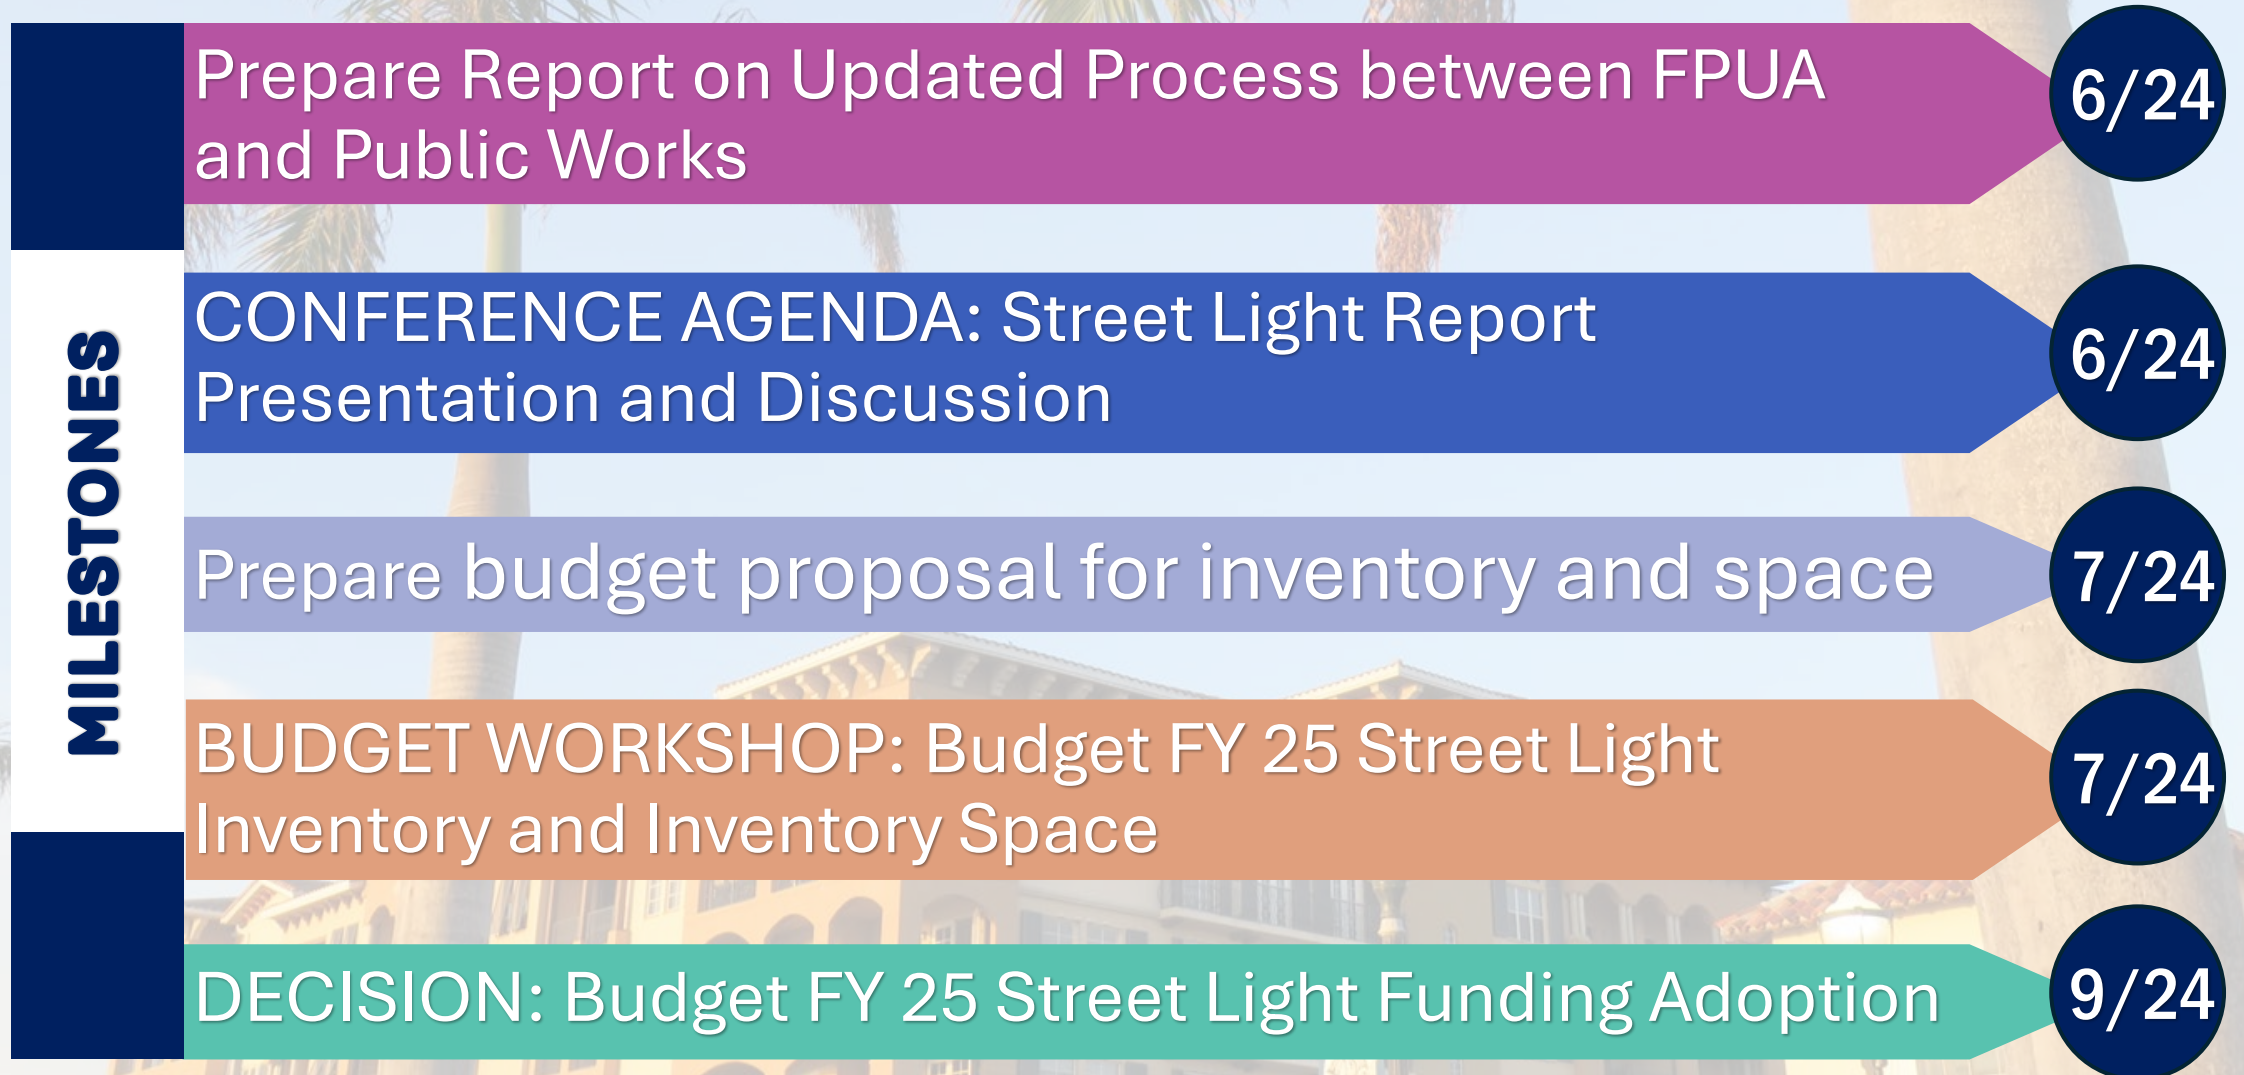 MILESTONES
Prepare Report on Updated Process between FPUA
and Public Works
6/24
CONFERENCE AGENDA: Street Light Report
Presentation and Discussion
6/24
Prepare budget proposal for inventory and space
7/24
BUDGET WORKSHOP: Budget FY 25 Street Light
Inventory and Inventory Space
7/24
DECISION: Budget FY 25 Street Light Funding Adoption
9/24